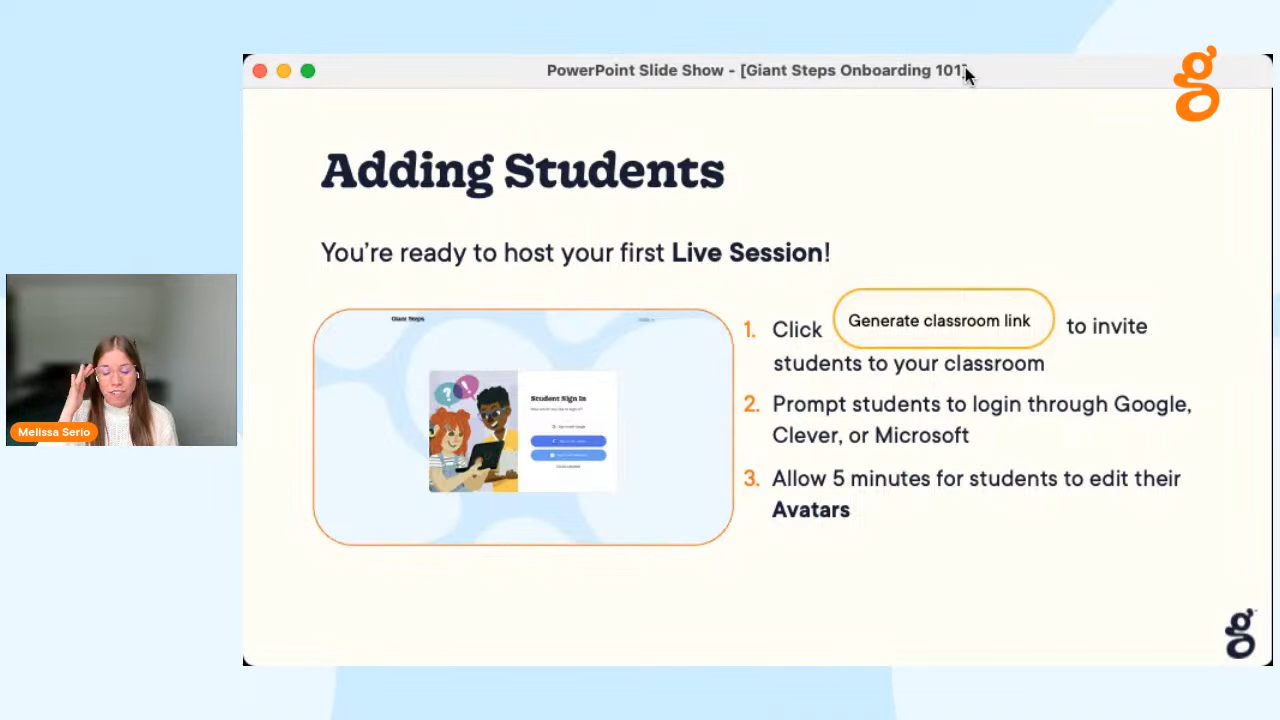 PowerPoint Slide Show - [Giant Steps Onboarding 101]
Adding Students
You're ready to host your first Live Session!
Giant Steps
Student Sign In
1. Click Generate classroom link to invite
students to your classroom
2. Prompt students to login through Google,
Clever, or Microsoft
3. Allow 5 minutes for students to edit their
Avatars
Melissa Serio